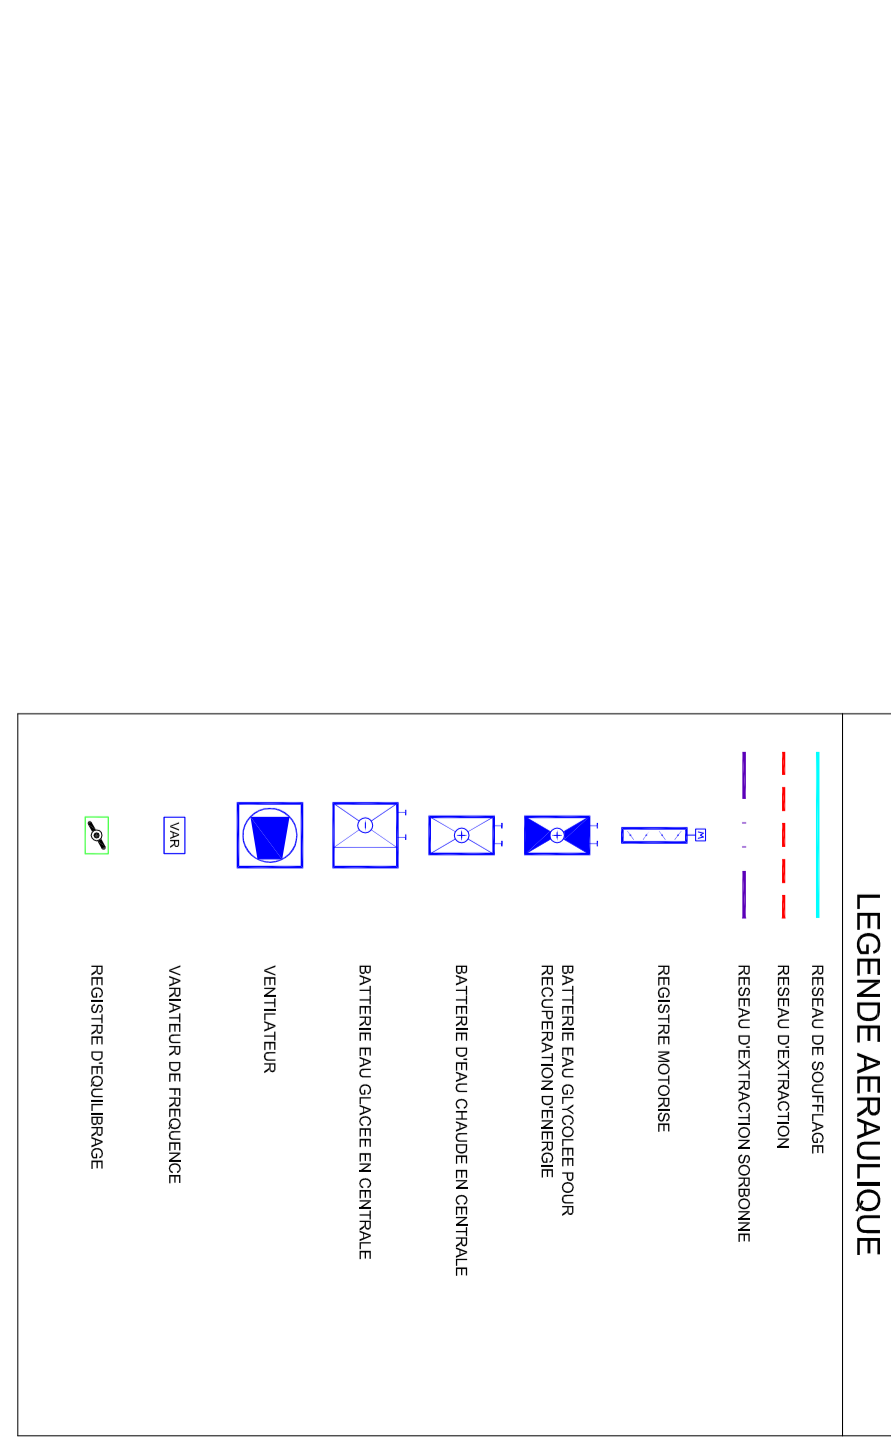 LEGENDE AERAULIQUE
RESEAU DE SOUFFLAGE
RESEAU D'EXTRACTION
RESEAU D'EXTRACTION SORBONNE
M
REGISTRE MOTORISE
BATTERIE EAU GLYCOLEE POUR
RECUPERATION D'ENERGIE
BATTERIE D'EAU CHAUDE EN CENTRALE
BATTERIE EAU GLACEE EN CENTRALE
VENTILATEUR
VAR
VARIATEUR DE FREQUENCE
REGISTRE D'EQUILIBRAGE